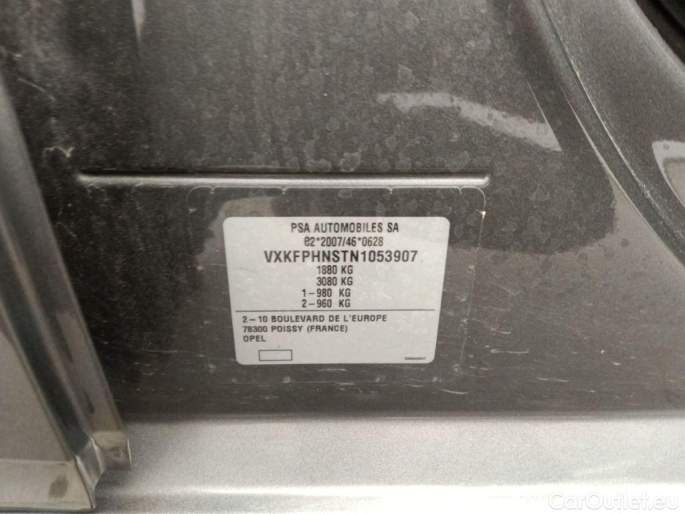 PSA AUTOMOBILES SA
e2*2007/46*0628
VXKFPHNSTN1053907
1880 KG
3080 KG
1-980 KG
2-960 KG
2-10 BOULEVARD DE L'EUROPE
78300 POISSY (FRANCE)
OPEL
CarOutlet.eu